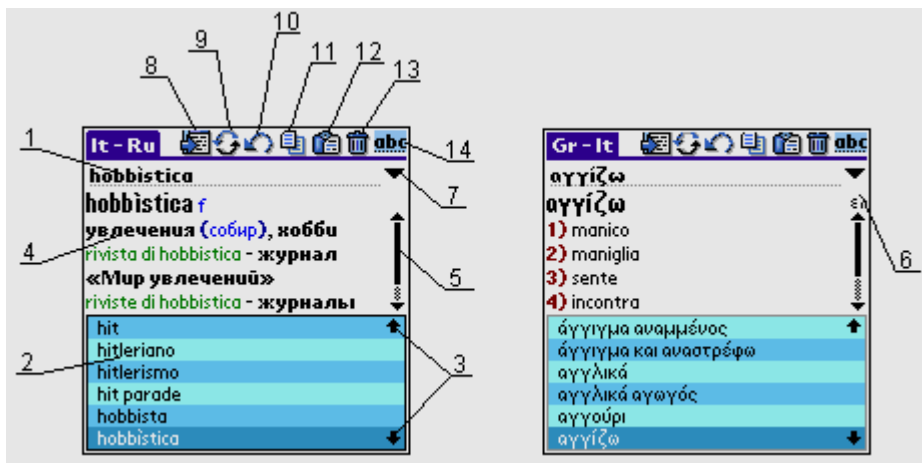 10
9
11
12
8
13
It - Ru
abc
14
1
hobbìstica
7
hobbìstica f
увлечения (собир), хобби
4
rivista di hobbistica - журнал
5
«Мир увлечений»
riviste di hobbistica - журналы
hit
hitleriano
2
hitlerismo
3
hit parade
hobbista
hobbìstica
Gr - It
abc
αγγίζω
αγγίζω
ελ
1) manico
6
2) maniglia
3) sente
4) incontra
άγγιγμα αναμμένος
άγγιγμα και αναστρέφω
αγγλικά
αγγλικά αγωγός
αγγούρι
αγγίζω